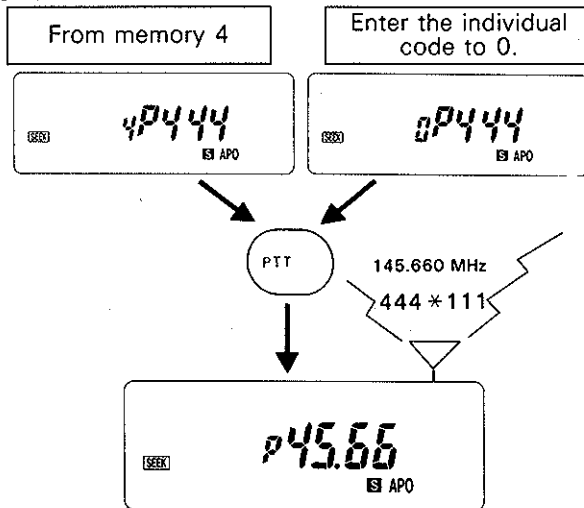 From memory 4
Enter the individual
code to 0.
SEEK
4P444
S APO
SEEK
0P444
S APO
PTT
145.660 MHz
444*111
SEEK
P45.66
S APO